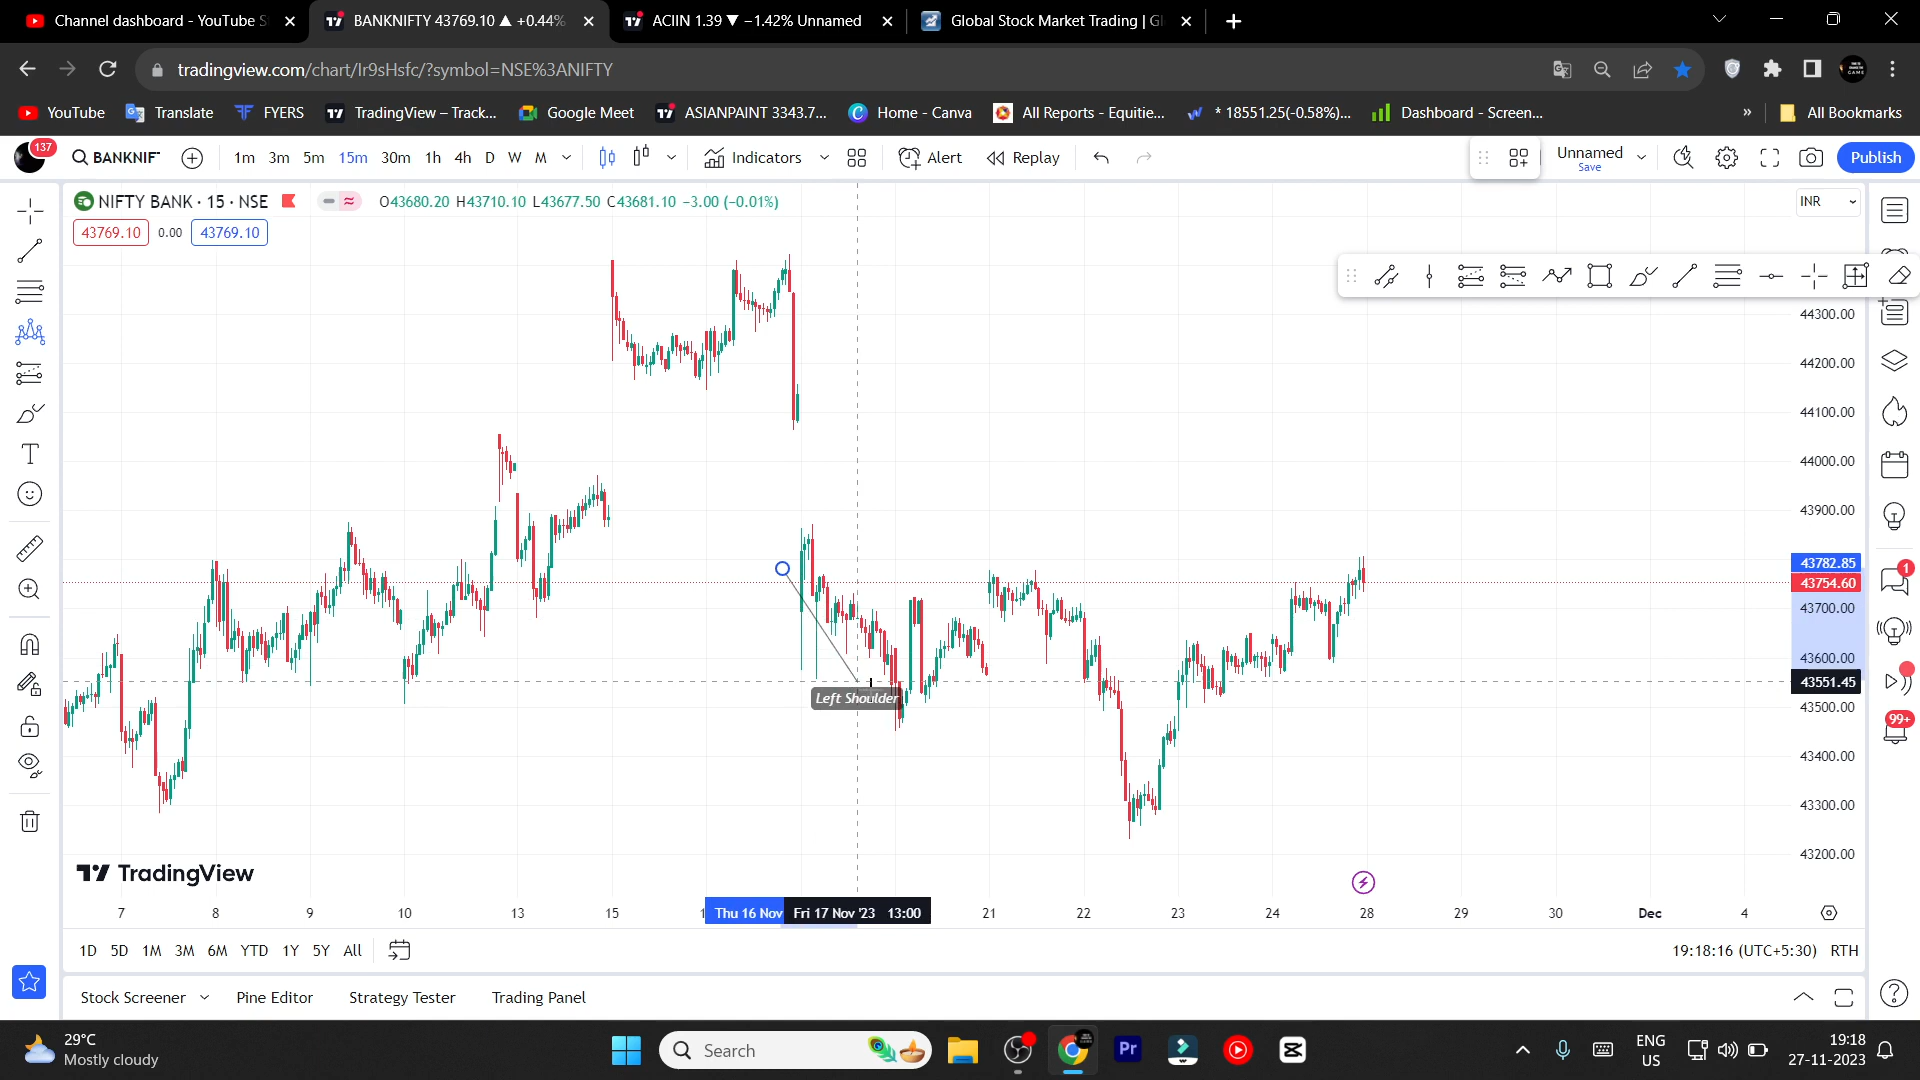 Channel dashboard - YouTube S
BANKNIFTY 43769.10 ▲ +0.44%
ACIIN 1.39 ▼ −1.42% Unnamed
Global Stock Market Trading | Gl
tradingview.com/chart/Ir9sHsfc/?symbol=NSE%3ANIFTY
YouTube
Translate
FYERS
TradingView – Track...
Google Meet
ASIANPAINT 3343.7...
Home - Canva
All Reports - Equitie...
* 18551.25(-0.58%)...
Dashboard - Screen...
»
All Bookmarks
137
BANKNIF
1m 3m 5m 15m 30m 1h 4h D W M
Indicators
Alert
Replay
Unnamed
Save
Publish
NIFTY BANK · 15 · NSE
O43680.20 H43710.10 L43677.50 C43681.10 −3.00 (−0.01%)
INR
43769.10 0.00 43769.10
44300.00
44200.00
44100.00
44000.00
43900.00
43782.85
43754.60
43700.00
43600.00
43551.45
43500.00
43400.00
43300.00
43200.00
1
99+
Left Shoulder
TradingView
7 8 9 10 13 15 1 Thu 16 Nov Fri 17 Nov '23 13:00 21 22 23 24 28 29 30 Dec 4
1D 5D 1M 3M 6M YTD 1Y 5Y All
19:18:16 (UTC+5:30) RTH
Stock Screener Pine Editor Strategy Tester Trading Panel
29°C
Mostly cloudy
Search
Pr
ENG
US
19:18
27-11-2023